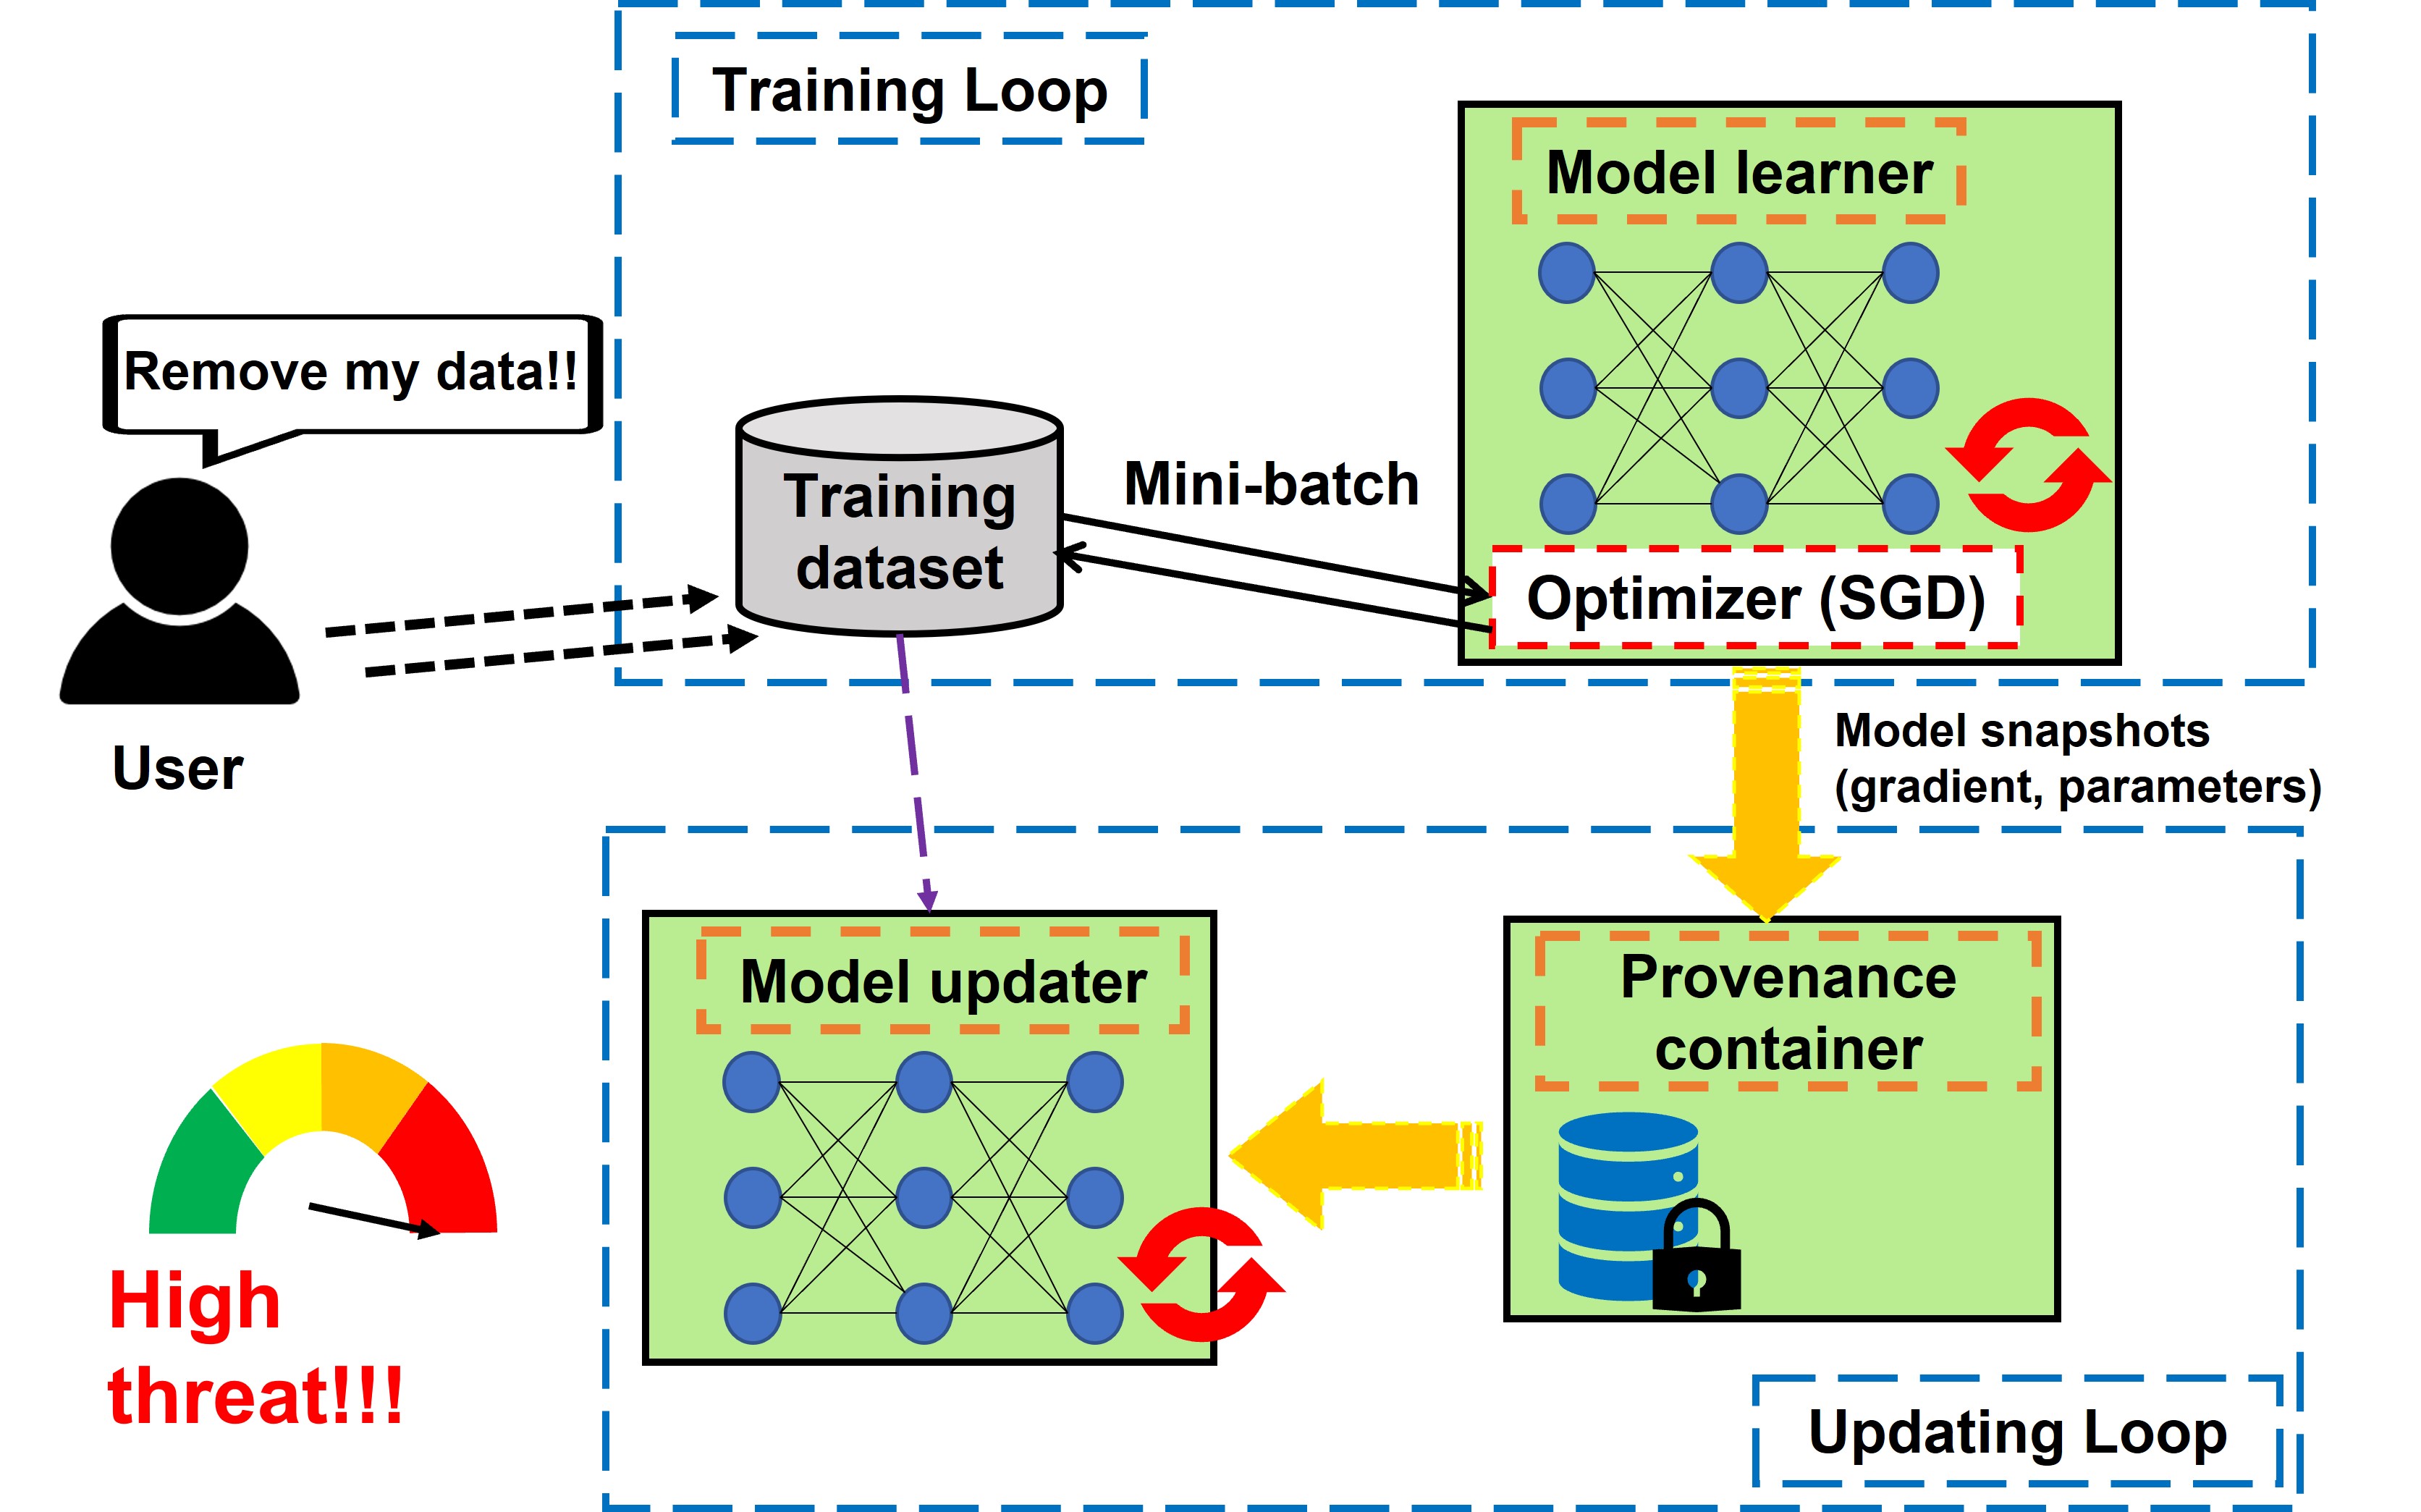 Training Loop
Model learner
Remove my data!!
Training
dataset
Mini-batch
Optimizer (SGD)
User
Model snapshots
(gradient, parameters)
Model updater
Provenance
container
High
threat!!!
Updating Loop